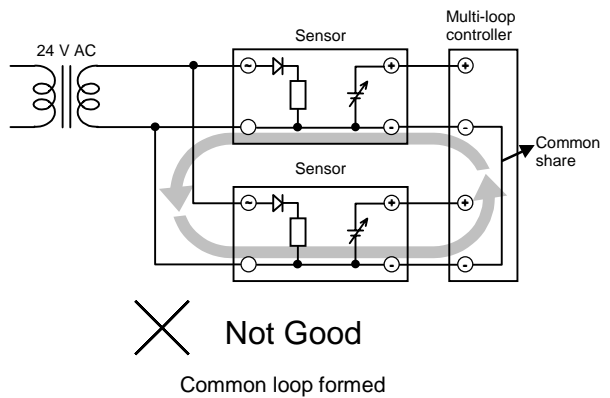 Multi-loop
controller
Sensor
24 V AC
~
+
+
-
-
Common
share
Sensor
~
+
+
-
-
Not Good
Common loop formed